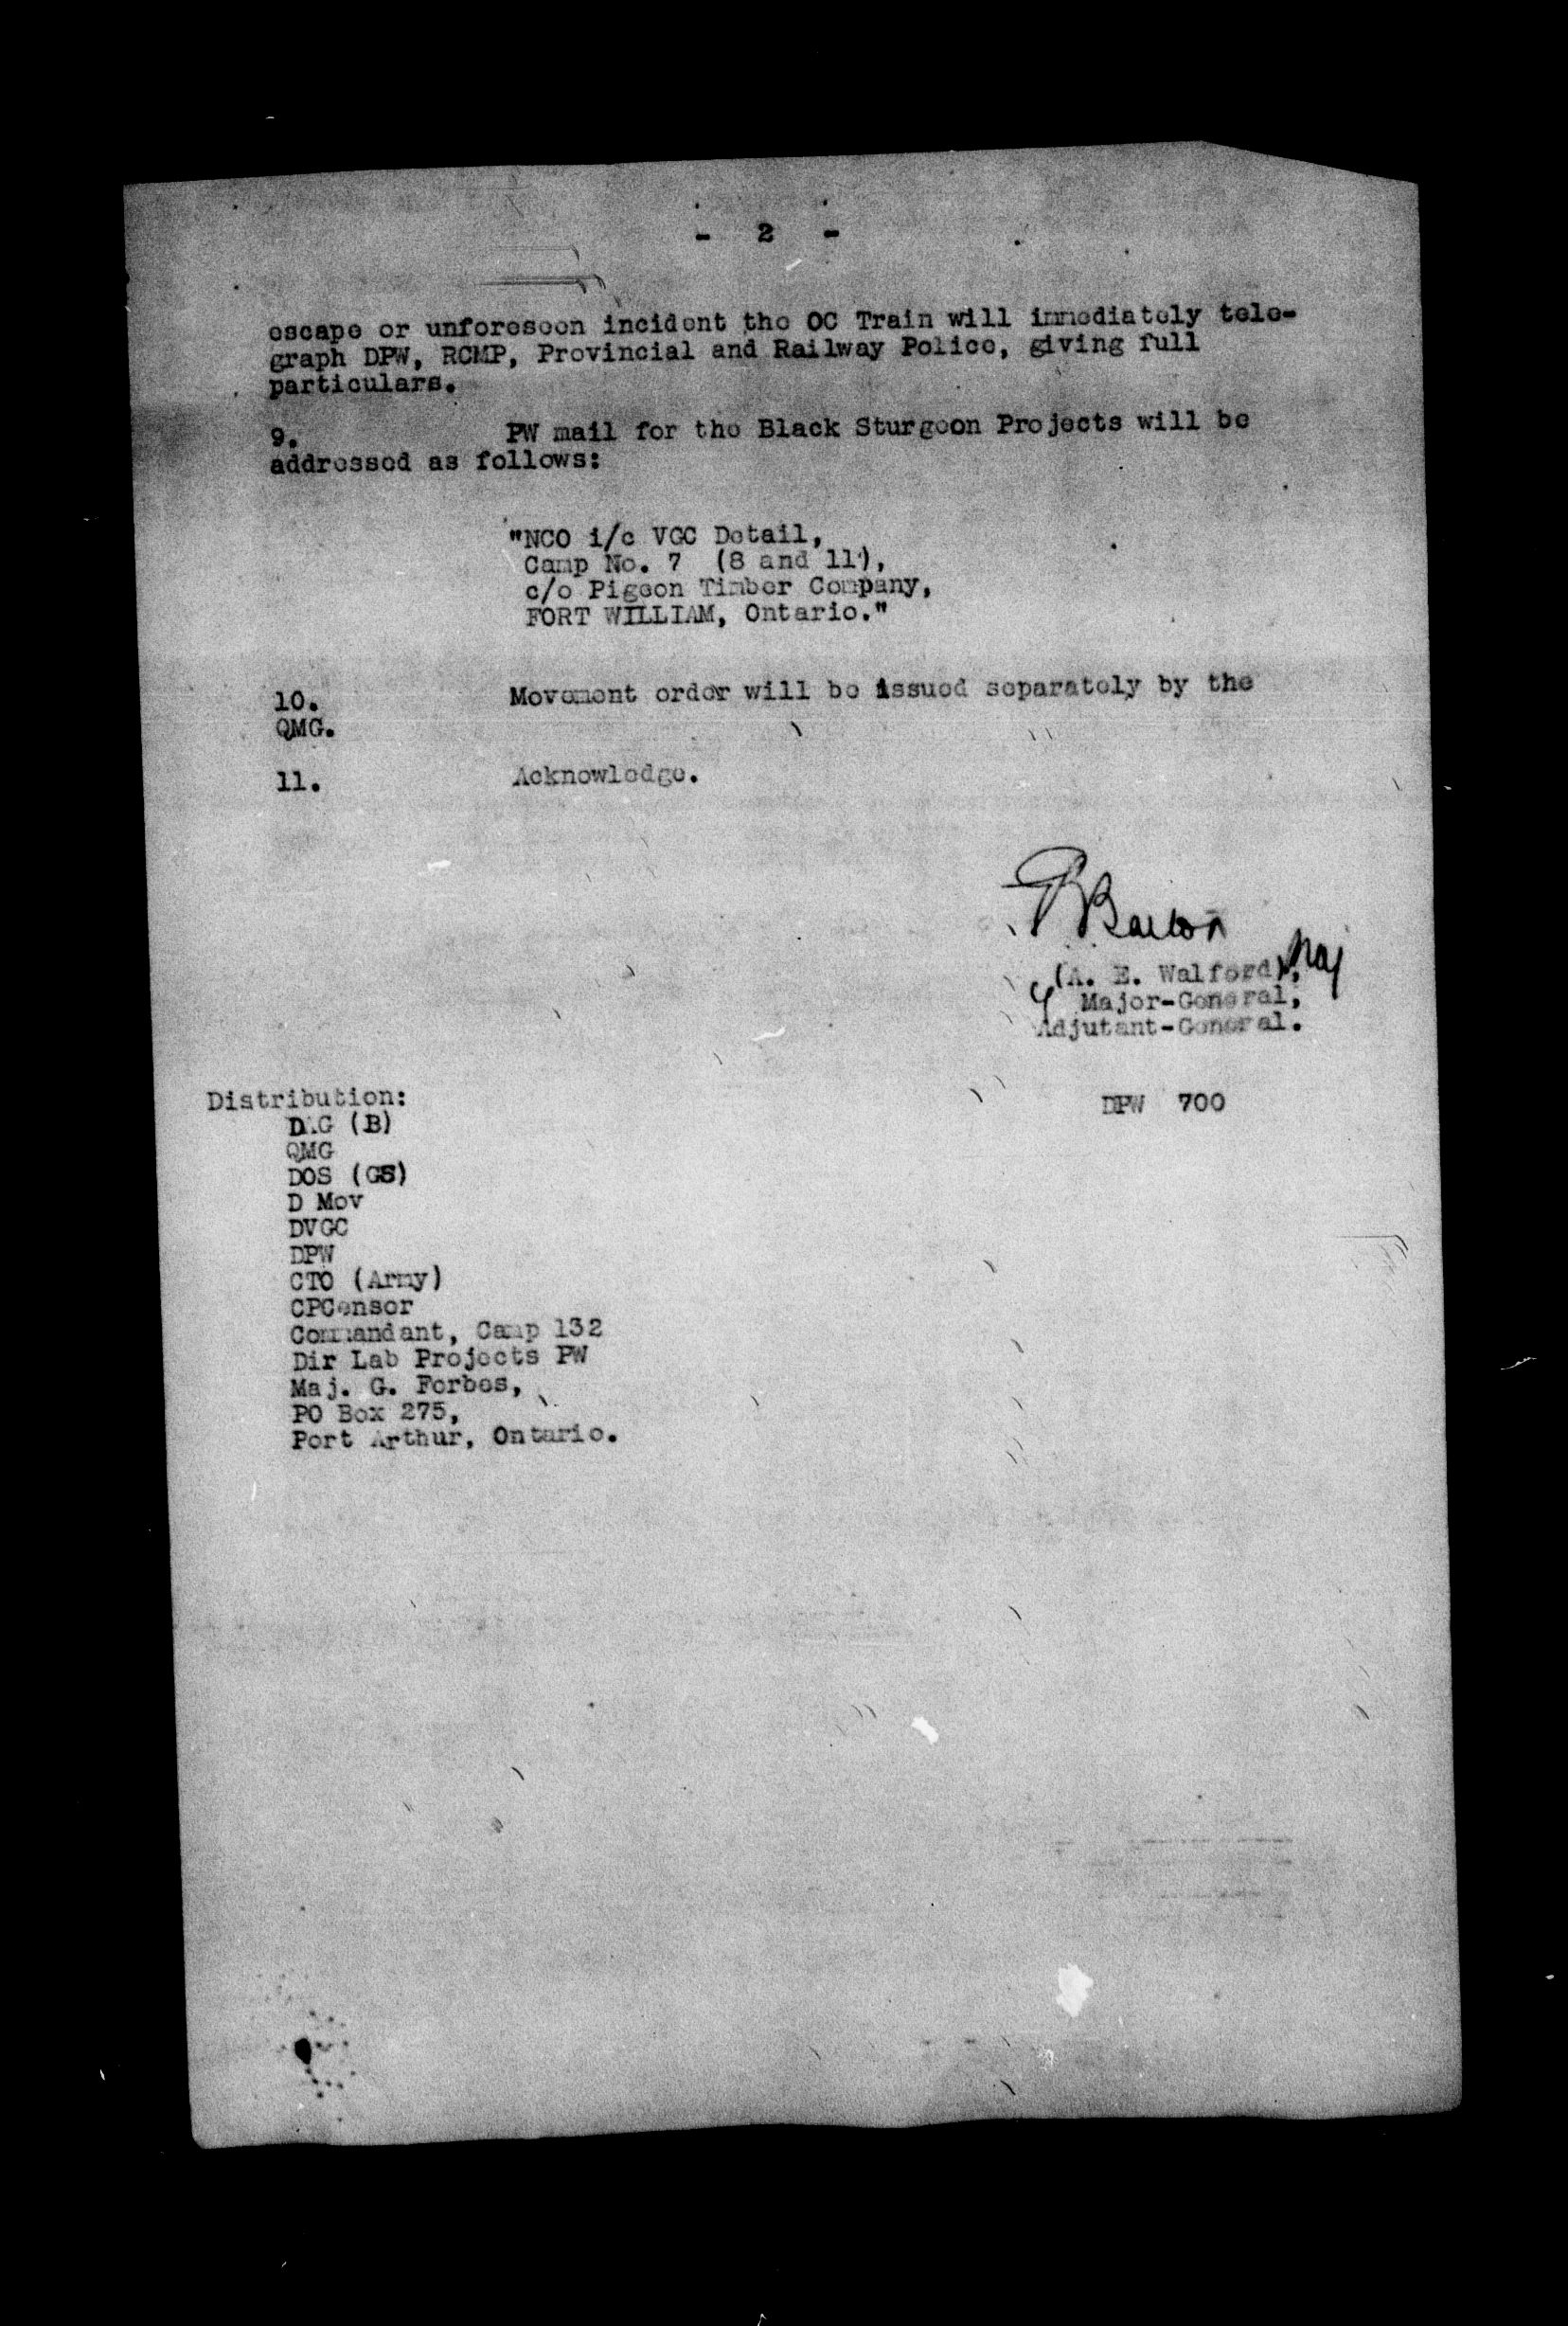 - 2 -
escape or unforeseen incident the OC Train will immediately tele-
graph DPW, RCMP, Provincial and Railway Police, giving full
particulars.
9. PW mail for the Black Sturgeon Projects will be
addressed as follows:
"NCO i/c VGC Detail,
Camp No. 7 (8 and 11),
c/o Pigeon Timber Company,
FORT WILLIAM, Ontario."
10. Movement order will be issued separately by the
QMG.
11. Acknowledge.
Maj
(A. E. Walford),
Major-General,
Adjutant-General.
Distribution:
DPW 700
DAG (B)
QMG
DOS (GS)
D Mov
DVGC
DPW
CTO (Army)
CPCensor
Commandant, Camp 132
Dir Lab Projects PW
Maj. G. Forbes,
PO Box 275,
Port Arthur, Ontario.